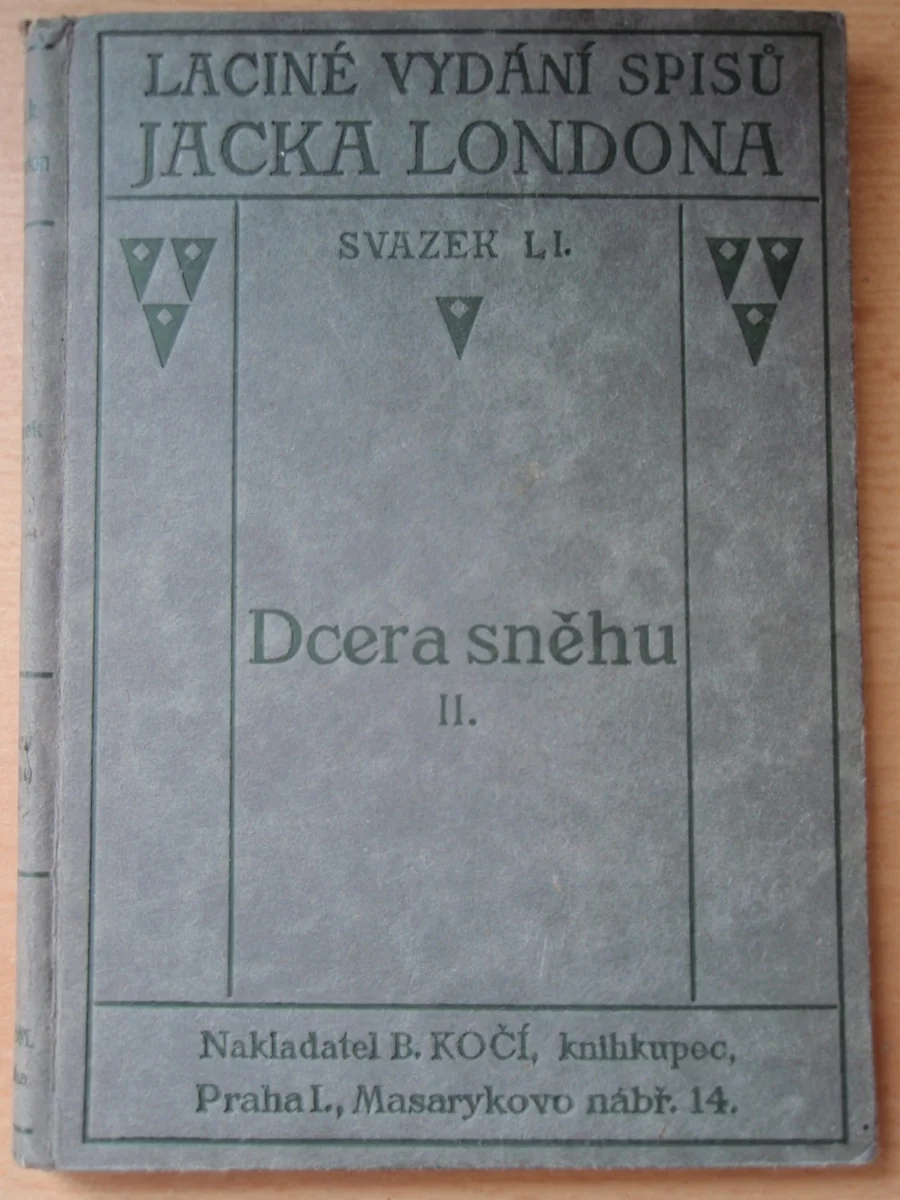 LACINÉ VYDÁNÍ SPISŮ
JACKA LONDONA
SVAZEK LI.
Dcera sněhu
II.
Nakladatel B. KOČÍ, knihkupec,
Praha I., Masarykovo nábř. 14.